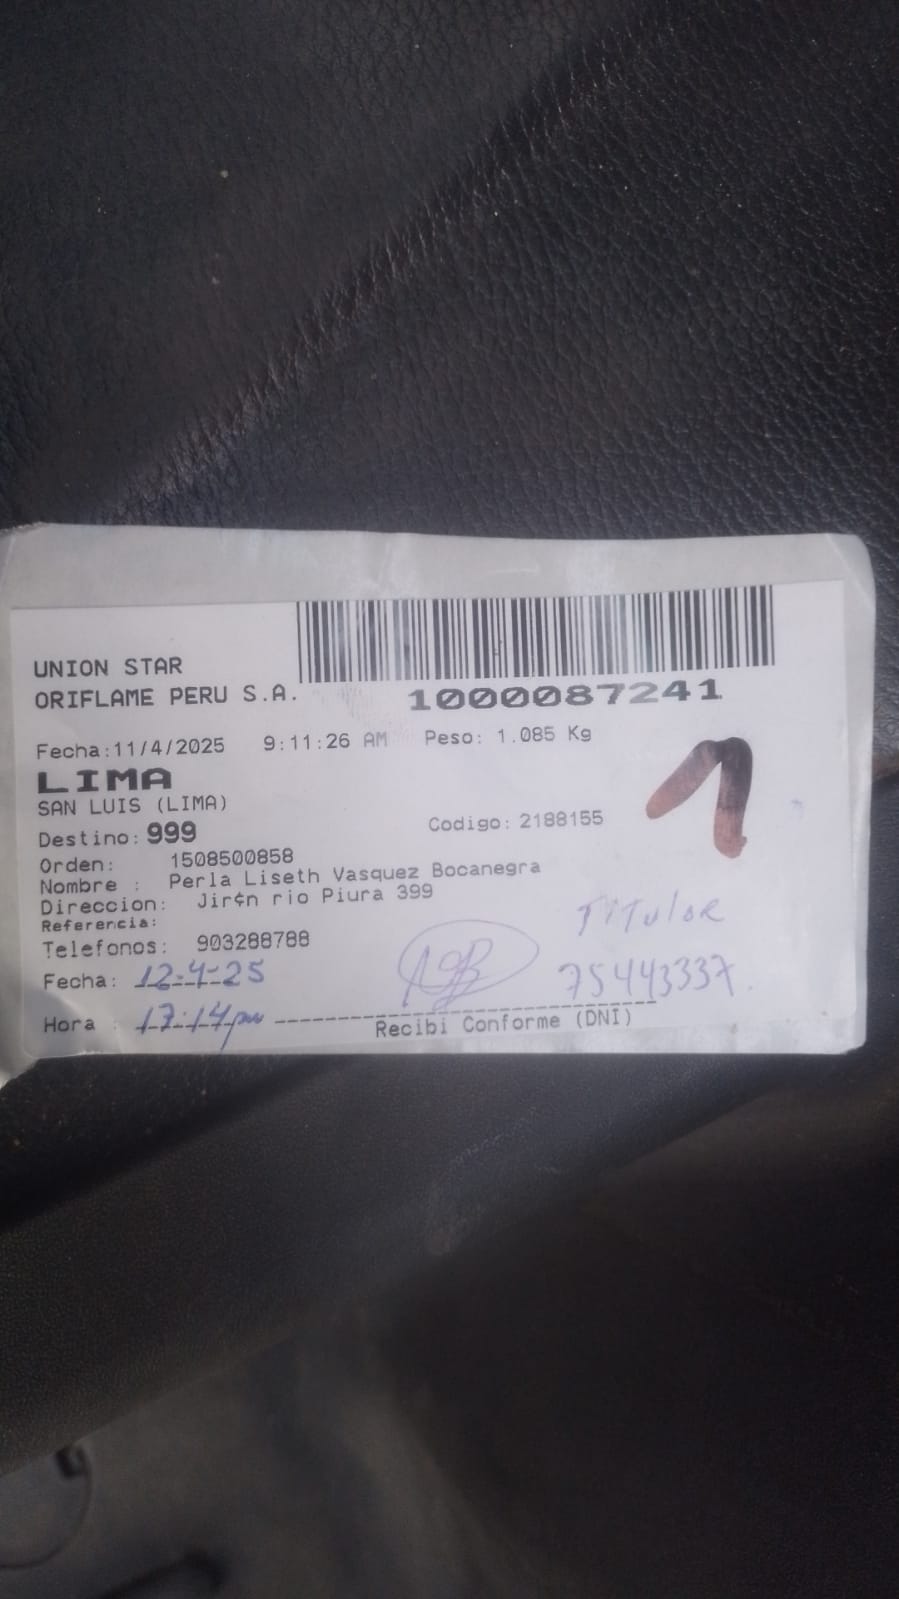 UNION STAR
ORIFLAME PERU S.A.
1000087241
Fecha:11/4/2025 9:11:26 AM Peso: 1.085 Kg
LIMA
SAN LUIS (LIMA)
Destino: 999 Codigo: 2188155
Orden: 1508500858
Nombre : Perla Liseth Vasquez Bocanegra
Direccion: Jir¢n rio Piura 399
Referencia:
Telefonos: 903288788
TITULOR
Fecha: 12-4-25
75443337.
Hora : 17:14pm
Recibi Conforme (DNI)
1